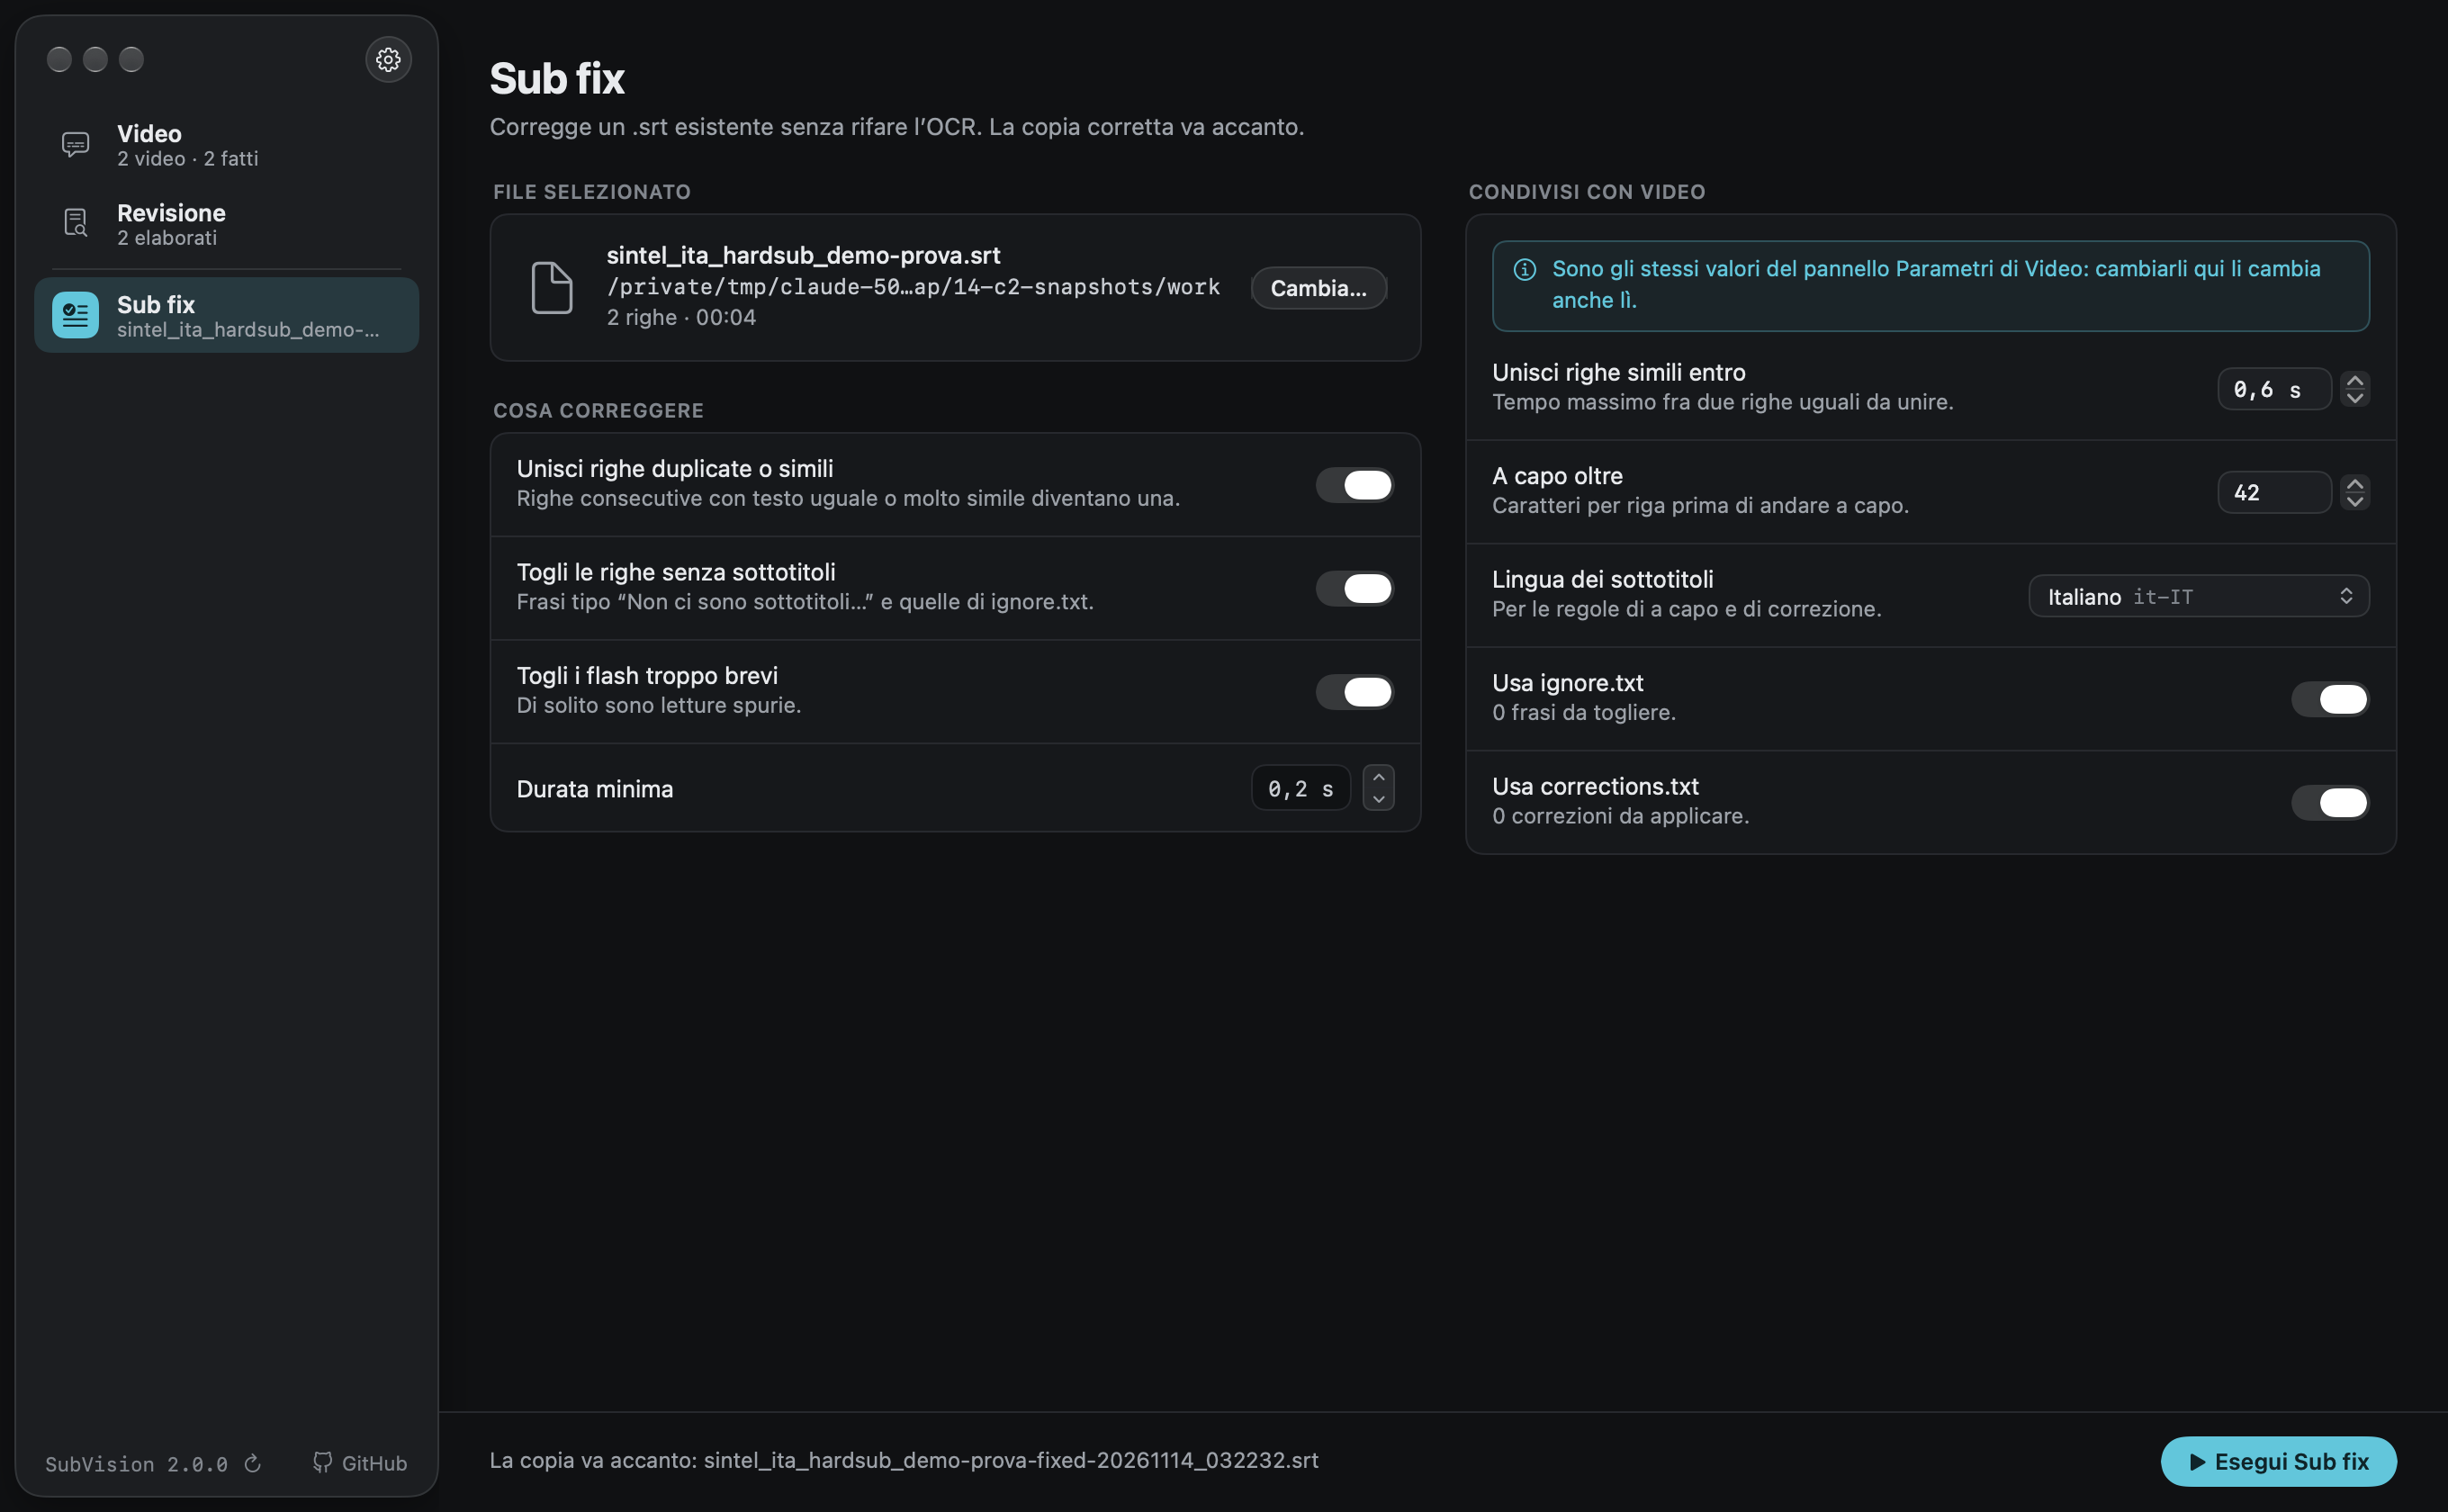 Video
2 video · 2 fatti
Revisione
2 elaborati
Sub fix
sintel_ita_hardsub_demo-...
SubVision 2.0.0
GitHub
Sub fix
Corregge un .srt esistente senza rifare l’OCR. La copia corretta va accanto.
FILE SELEZIONATO
sintel_ita_hardsub_demo-prova.srt
/private/tmp/claude-50…ap/14-c2-snapshots/work
2 righe · 00:04
Cambia...
COSA CORREGGERE
Unisci righe duplicate o simili
Righe consecutive con testo uguale o molto simile diventano una.
Togli le righe senza sottotitoli
Frasi tipo “Non ci sono sottotitoli…” e quelle di ignore.txt.
Togli i flash troppo brevi
Di solito sono letture spurie.
Durata minima
0,2 s
CONDIVISI CON VIDEO
Sono gli stessi valori del pannello Parametri di Video: cambiarli qui li cambia
anche lì.
Unisci righe simili entro
Tempo massimo fra due righe uguali da unire.
0,6 s
A capo oltre
Caratteri per riga prima di andare a capo.
42
Lingua dei sottotitoli
Per le regole di a capo e di correzione.
Italiano it-IT
Usa ignore.txt
0 frasi da togliere.
Usa corrections.txt
0 correzioni da applicare.
La copia va accanto: sintel_ita_hardsub_demo-prova-fixed-20261114_032232.srt
Esegui Sub fix